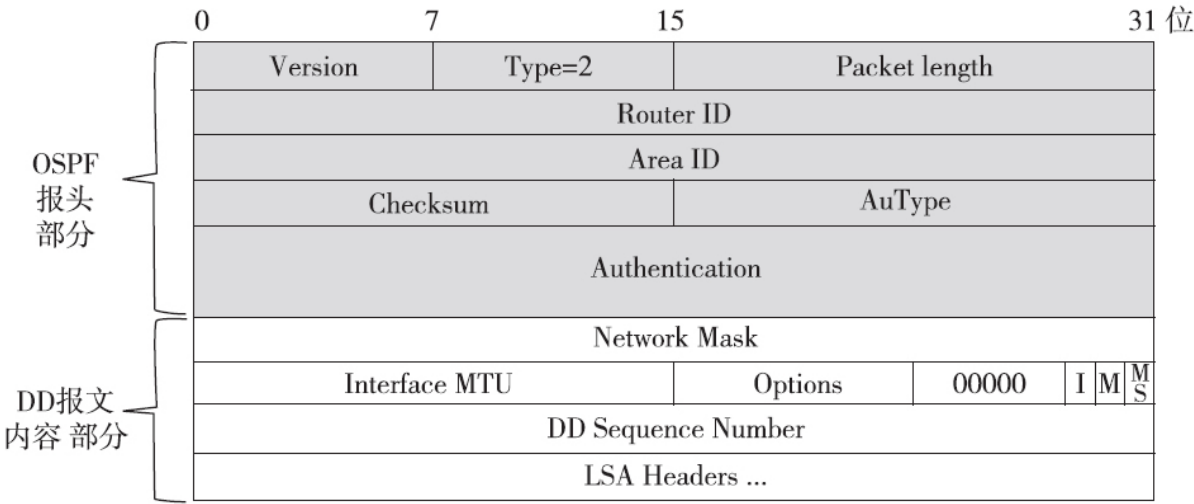 0 7 15 31 位
Version Type=2 Packet length
Router ID
Area ID
Checksum AuType
Authentication
OSPF
报头
部分
Network Mask
Interface MTU Options 00000 I M MS
DD Sequence Number
LSA Headers ...
DD报文
内容 部分